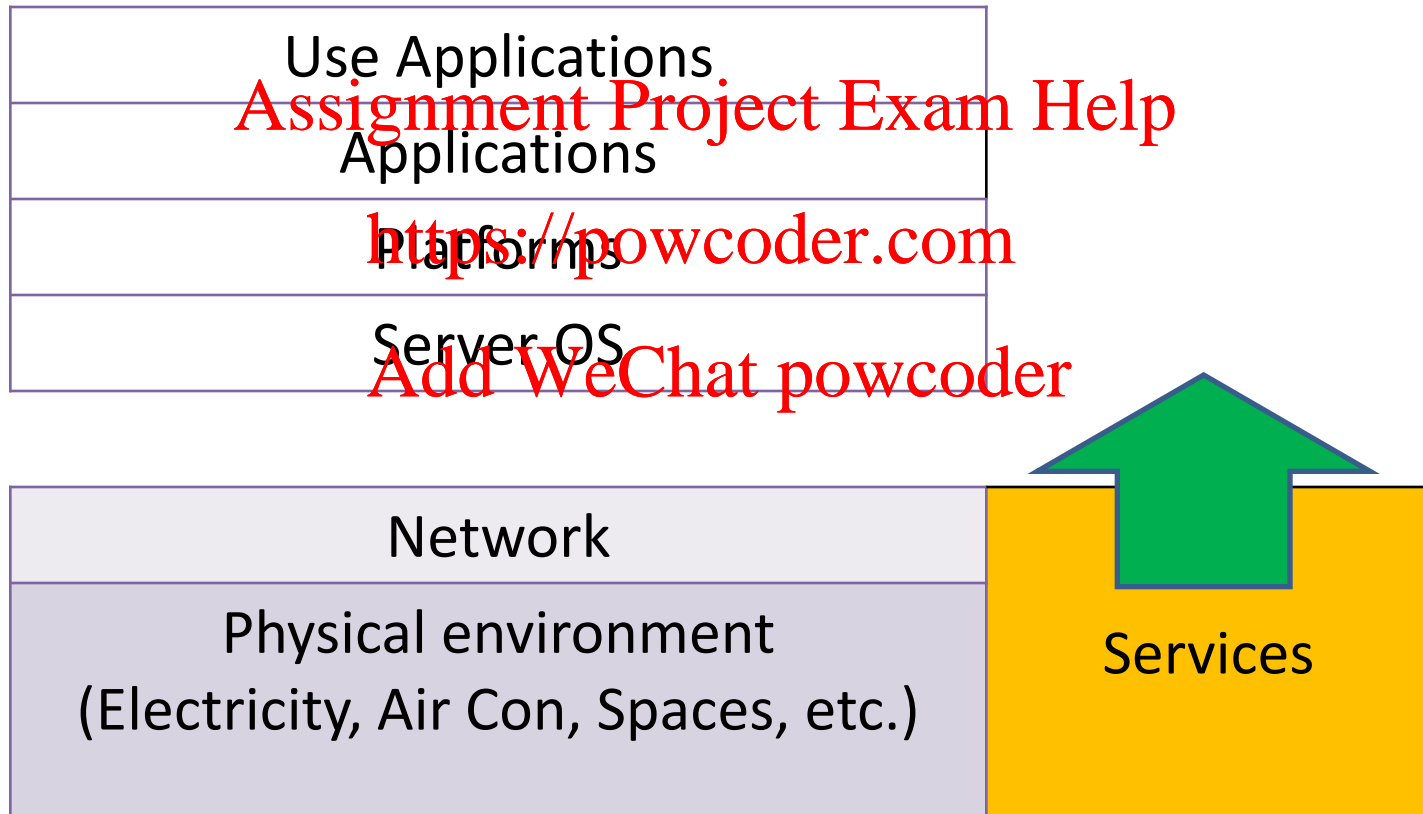 Use Applications
Assignment Project Exam Help
Applications
https://powcoder.com
Platforms
Server OS
Add WeChat powcoder
Network
Physical environment
(Electricity, Air Con, Spaces, etc.)
Services